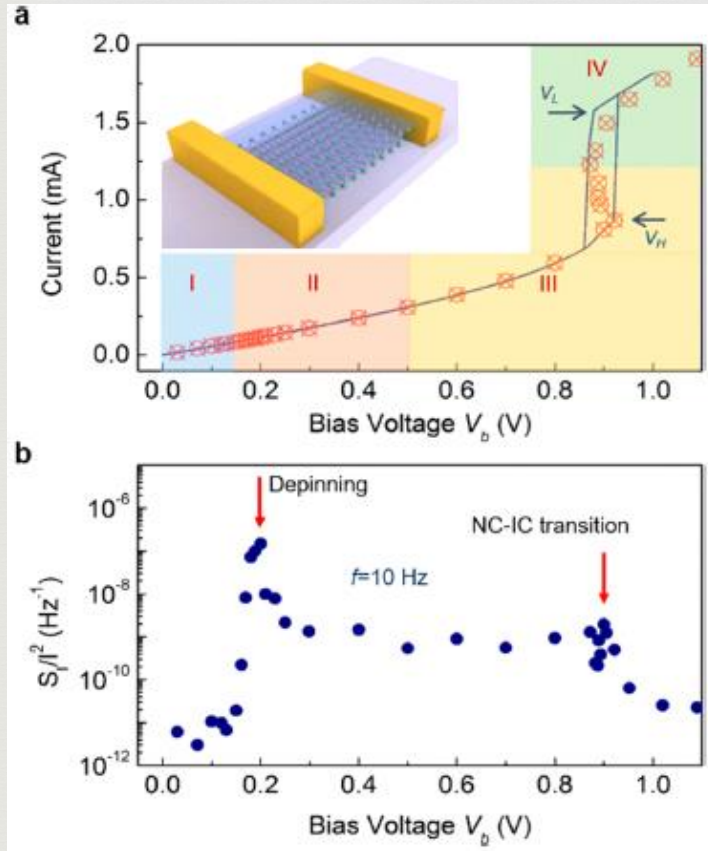 a
2.0
1.5
1.0
0.5
0.0
Current (mA)
I
II
III
IV
V_L
V_H
0.0 0.2 0.4 0.6 0.8 1.0
Bias Voltage V_b (V)
b
10^-6
10^-8
10^-10
10^-12
S_I/I^2 (Hz^-1)
Depinning
NC-IC transition
f=10 Hz
0.0 0.2 0.4 0.6 0.8 1.0
Bias Voltage V_b (V)